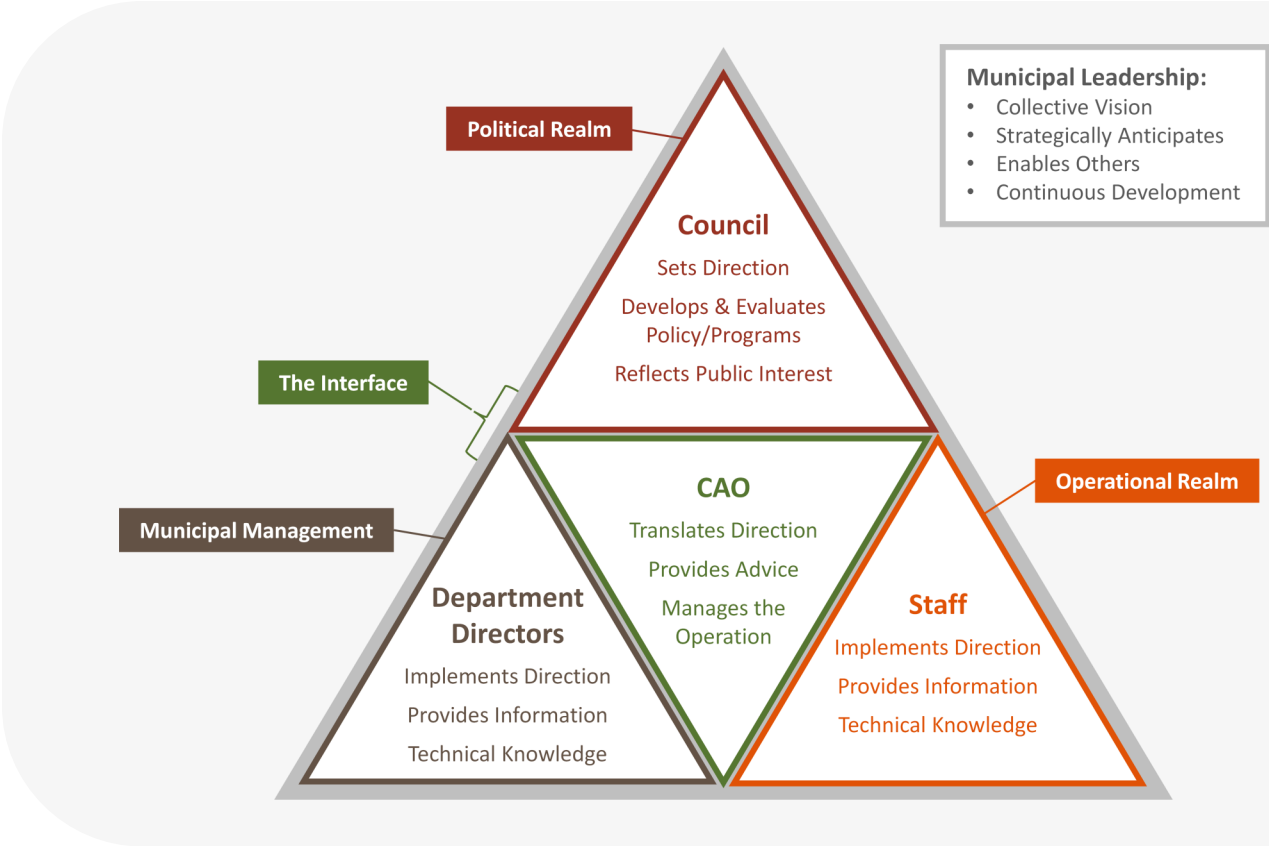 Municipal Leadership:
• Collective Vision
• Strategically Anticipates
• Enables Others
• Continuous Development
Political Realm
Council
Sets Direction
Develops & Evaluates
Policy/Programs
Reflects Public Interest
The Interface
CAO
Translates Direction
Provides Advice
Manages the
Operation
Operational Realm
Municipal Management
Department
Directors
Implements Direction
Provides Information
Technical Knowledge
Staff
Implements Direction
Provides Information
Technical Knowledge